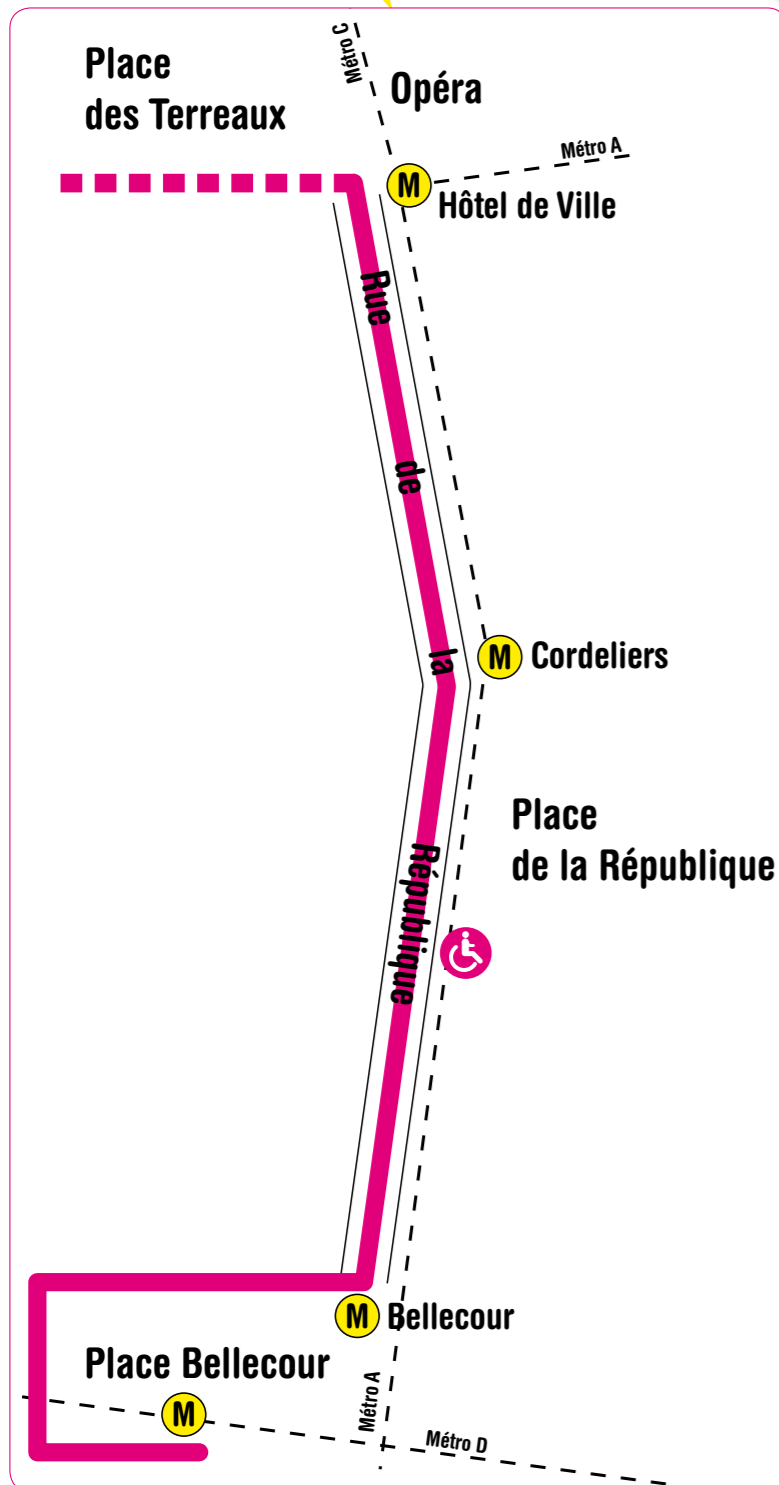 Métro C
Place
des Terreaux
Opéra
Métro A
M
Hôtel de Ville
Rue de la République
M
Cordeliers
Place
de la République
M
Bellecour
Place Bellecour
M
Métro A
Métro D